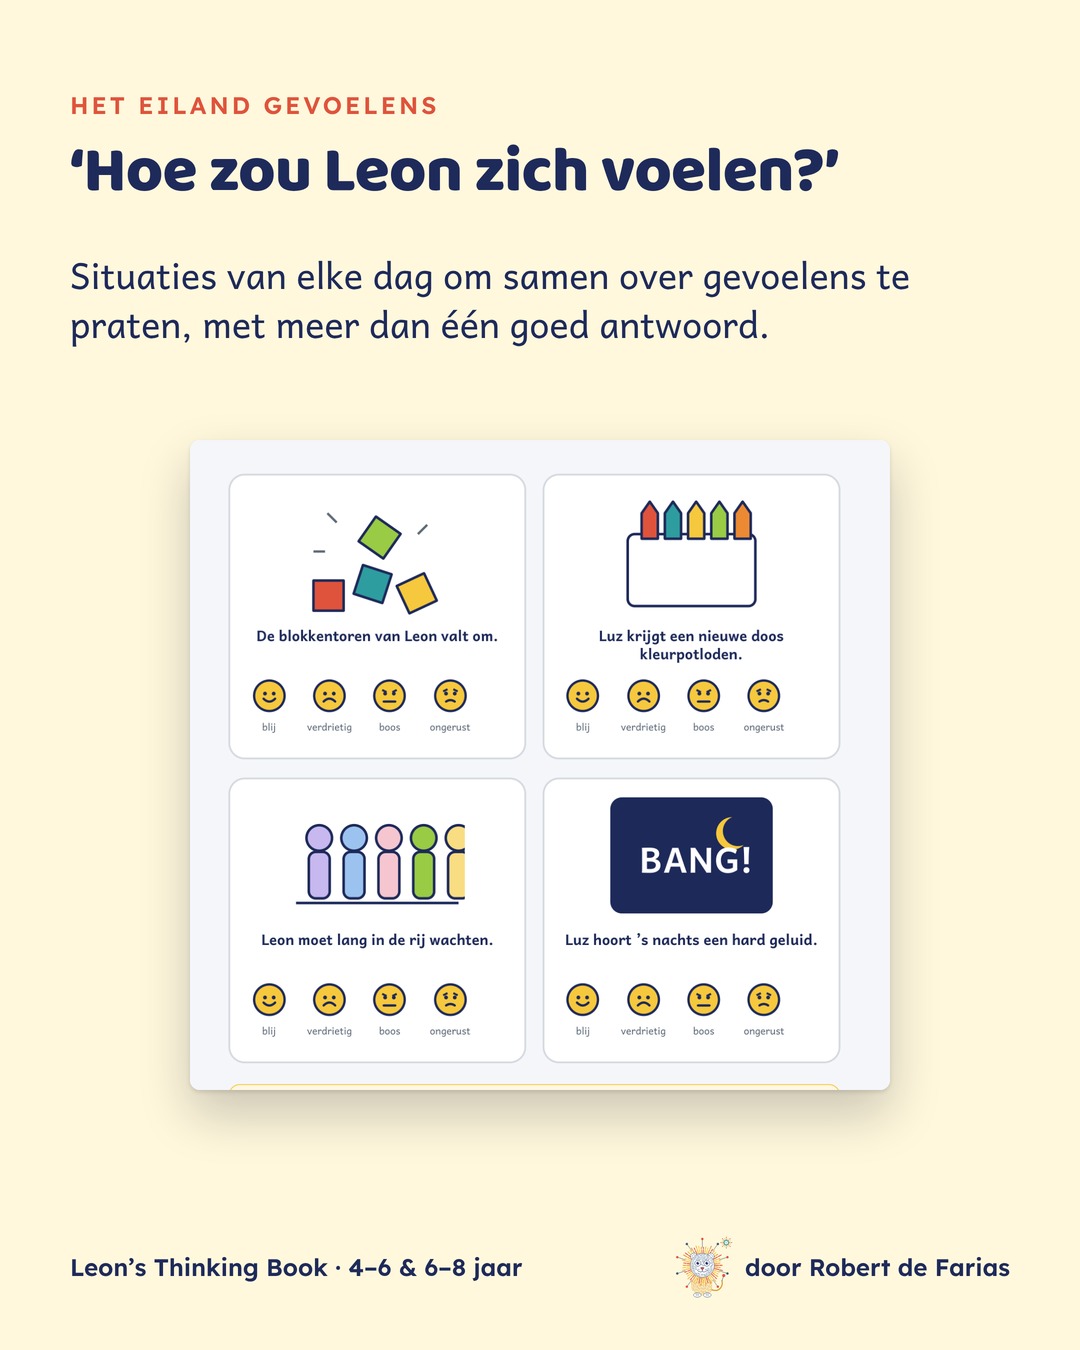 HET EILAND GEVOELENS
‘Hoe zou Leon zich voelen?’
Situaties van elke dag om samen over gevoelens te
praten, met meer dan één goed antwoord.
De blokkentoren van Leon valt om.
blij verdrietig boos ongerust
Luz krijgt een nieuwe doos
kleurpotloden.
blij verdrietig boos ongerust
Leon moet lang in de rij wachten.
blij verdrietig boos ongerust
BANG!
Luz hoort ’s nachts een hard geluid.
blij verdrietig boos ongerust
Leon’s Thinking Book · 4–6 & 6–8 jaar
door Robert de Farias